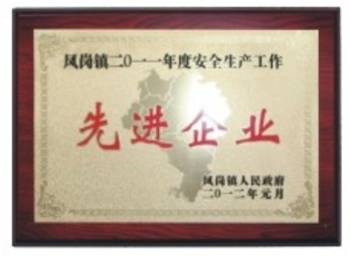 凤岗镇二〇一一年度安全生产工作
先进企业
凤岗镇人民政府
二〇一二年元月